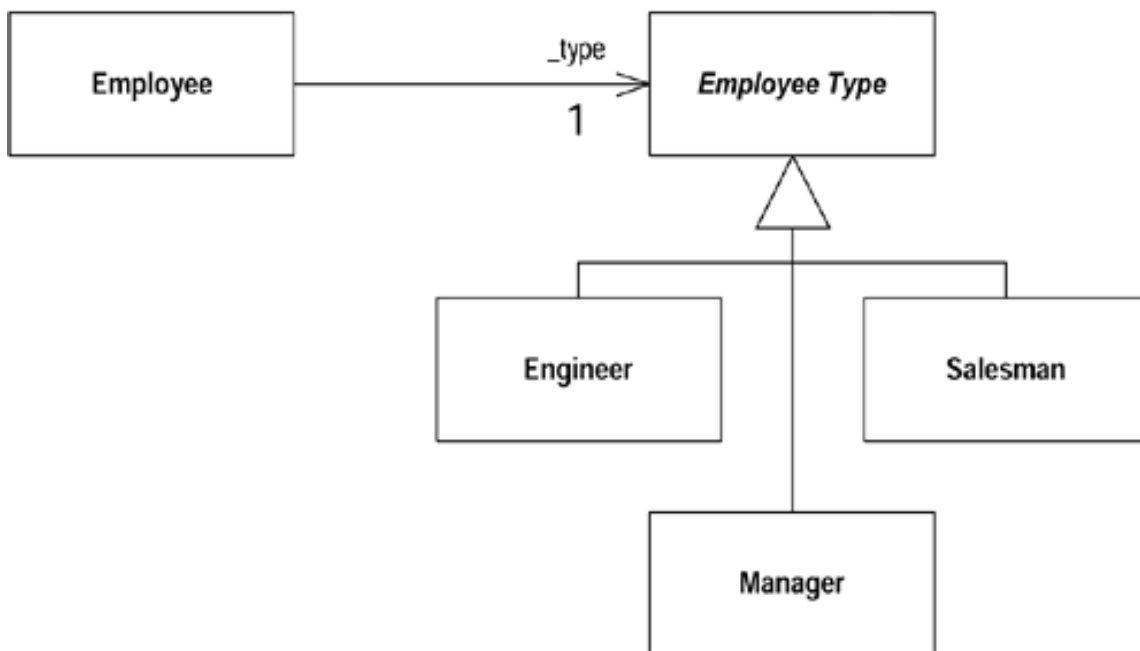 _type
Employee
Employee Type
1
Engineer
Salesman
Manager